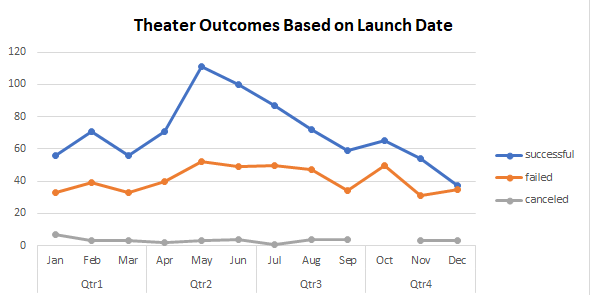 Theater Outcomes Based on Launch Date
120
100
80
60
40
20
0
Jan Feb Mar Apr May Jun Jul Aug Sep Oct Nov Dec
Qtr1 Qtr2 Qtr3 Qtr4
successful
failed
canceled